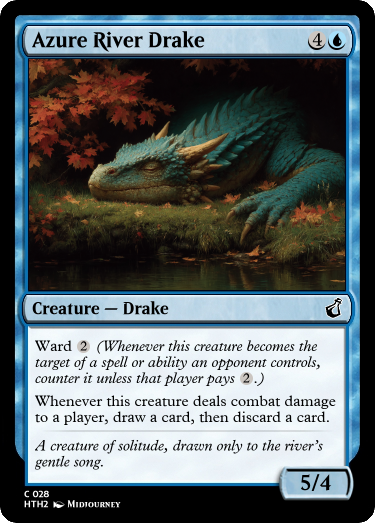 Azure River Drake 4
Creature — Drake
Ward 2 (Whenever this creature becomes the
target of a spell or ability an opponent controls,
counter it unless that player pays 2.)
Whenever this creature deals combat damage
to a player, draw a card, then discard a card.
A creature of solitude, drawn only to the river's
gentle song.
5/4
C 028
HTH2 Midjourney